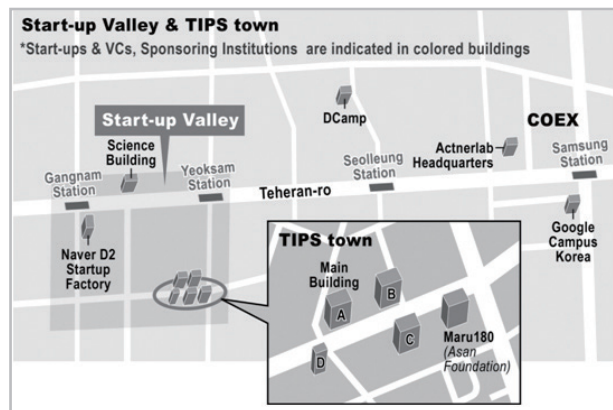 Start-up Valley & TIPS town
*Start-ups & VCs, Sponsoring Institutions are indicated in colored buildings
DCamp
Start-up Valley
COEX
Science
Building
Actnerlab
Headquarters
Samsung
Station
Gangnam
Station
Yeoksam
Station
Seolleung
Station
Teheran-ro
Naver D2
Startup
Factory
Google
Campus
Korea
TIPS town
Main
Building
A
B
C
D
Maru180
(Asan
Foundation)